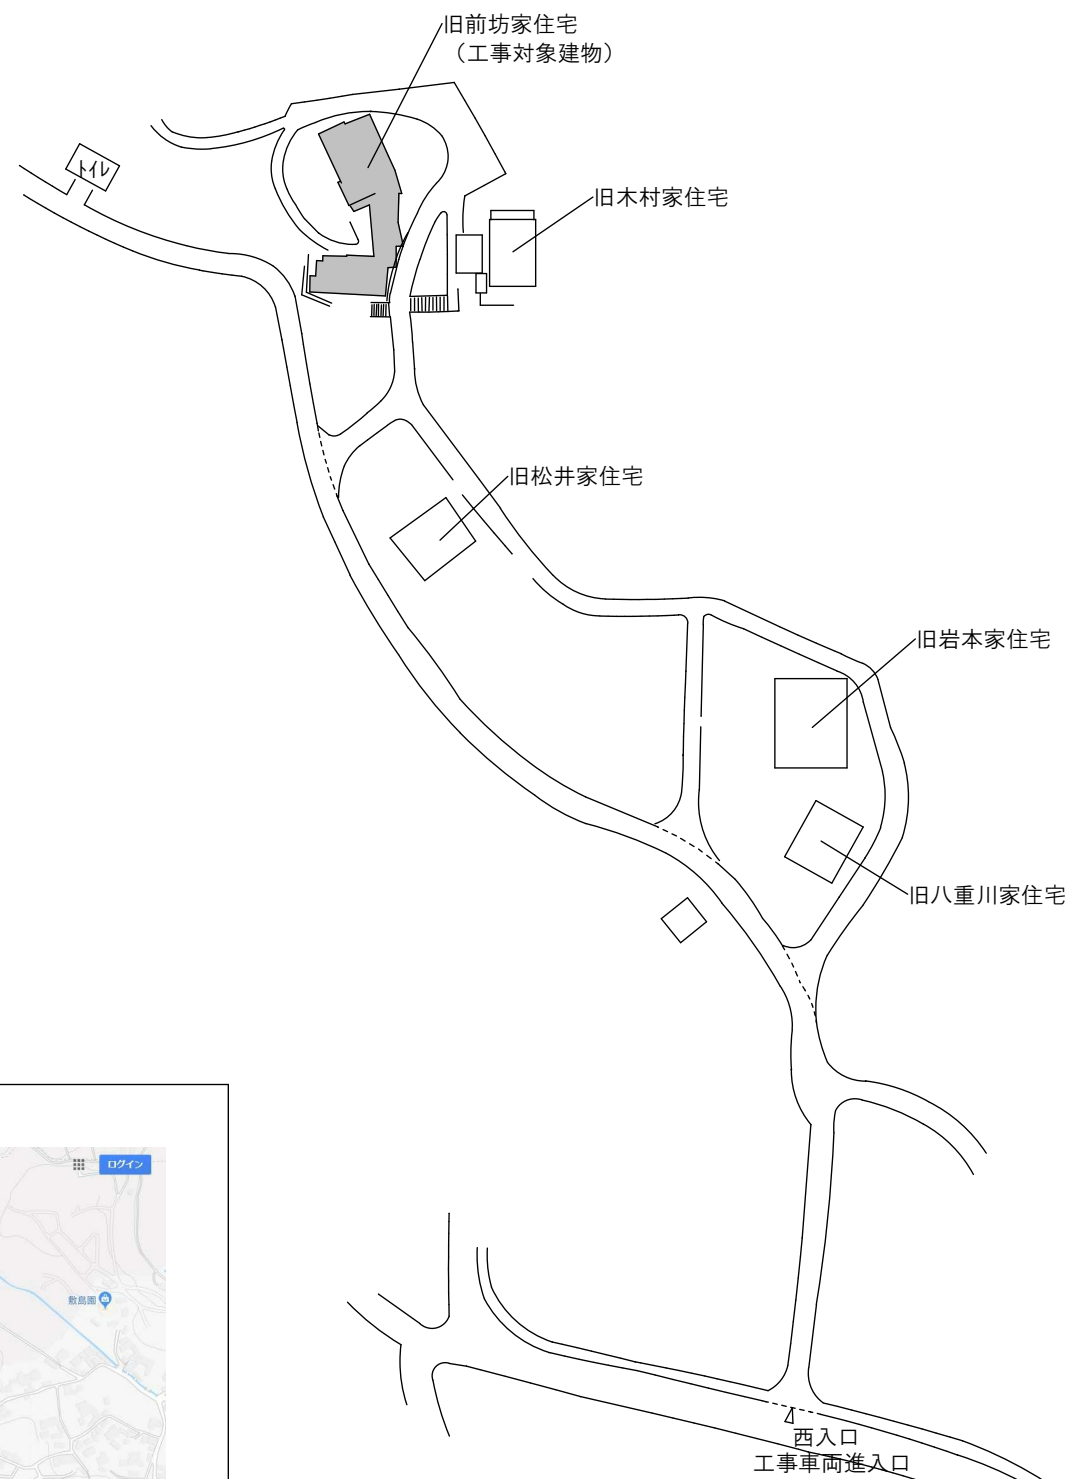 旧前坊家住宅
（工事対象建物）
トイレ
旧木村家住宅
旧松井家住宅
旧岩本家住宅
旧八重川家住宅
ログイン
敷島園
西入口
工事車両進入口